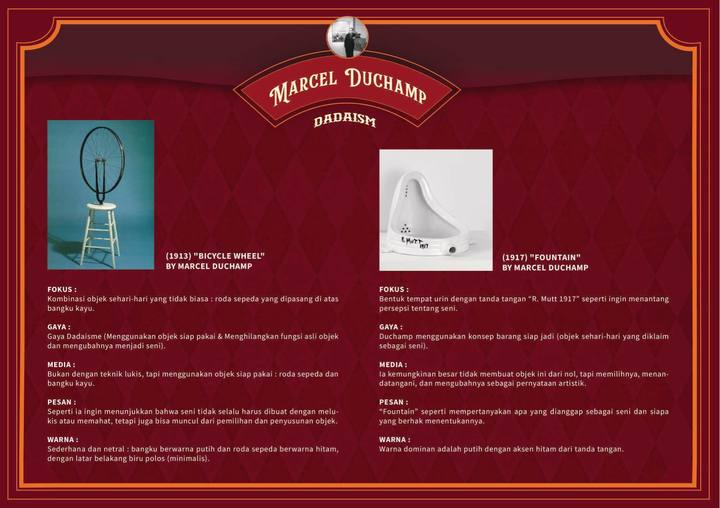 MARCEL DUCHAMP
DADAISM
(1913) "BICYCLE WHEEL"
BY MARCEL DUCHAMP
FOKUS :
Kombinasi objek sehari-hari yang tidak biasa : roda sepeda yang dipasang di atas
bangku kayu.
GAYA :
Gaya Dadaisme (Menggunakan objek siap pakai & Menghilangkan fungsi asli objek
dan mengubahnya menjadi seni).
MEDIA :
Bukan dengan teknik lukis, tapi menggunakan objek siap pakai : roda sepeda dan
bangku kayu.
PESAN :
Seperti ia ingin menunjukkan bahwa seni tidak selalu harus dibuat dengan melu-
kis atau memahat, tetapi juga bisa muncul dari pemilihan dan penyusunan objek.
WARNA :
Sederhana dan netral : bangku berwarna putih dan roda sepeda berwarna hitam,
dengan latar belakang biru polos (minimalis).
R. MUTT
1917
(1917) "FOUNTAIN"
BY MARCEL DUCHAMP
FOKUS :
Bentuk tempat urin dengan tanda tangan “R. Mutt 1917” seperti ingin menantang
persepsi tentang seni.
GAYA :
Duchamp menggunakan konsep barang siap jadi (objek sehari-hari yang diklaim
sebagai seni).
MEDIA :
Ia kemungkinan besar tidak membuat objek ini dari nol, tapi memilihnya, menan-
datangani, dan mengubahnya sebagai pernyataan artistik.
PESAN :
“Fountain” seperti mempertanyakan apa yang dianggap sebagai seni dan siapa
yang berhak menentukannya.
WARNA :
Warna dominan adalah putih dengan aksen hitam dari tanda tangan.